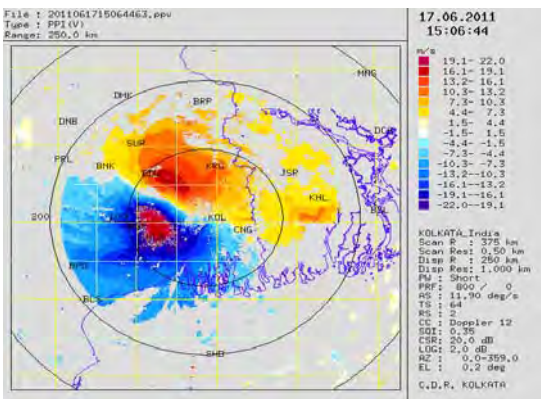 File : 2011061715064463.ppv
Type : PPI(V)
Range: 250.0 km
17.06.2011
15:06:44
m/s
19.1- 22.0
16.1- 19.1
13.2- 16.1
10.3- 13.2
7.3- 10.3
4.4- 7.3
1.5- 4.4
-1.5- 1.5
-4.4--1.5
-7.3--4.4
-10.3--7.3
-13.2--10.3
-16.1--13.2
-19.1--16.1
-22.0--19.1
KOLKATA_India
Scan R : 375 km
Scan Res: 0.50 km
Disp R : 250 km
Disp Res: 1.000 km
PW : Short
PRF: 800 / 0
AS : 11.90 deg/s
TS : 64
RS : 2
CC : Doppler 12
SQI: 0.35
CSR: 20.0 dB
LOG: 2.0 dB
AZ : 0.0-359.0
EL : 0.2 deg
C.D.R. KOLKATA
MNG
DMK
BRP
DNB
SUR
PRL
BNK
KRG
JSP
KHL
200
KOL
CNG
SHD